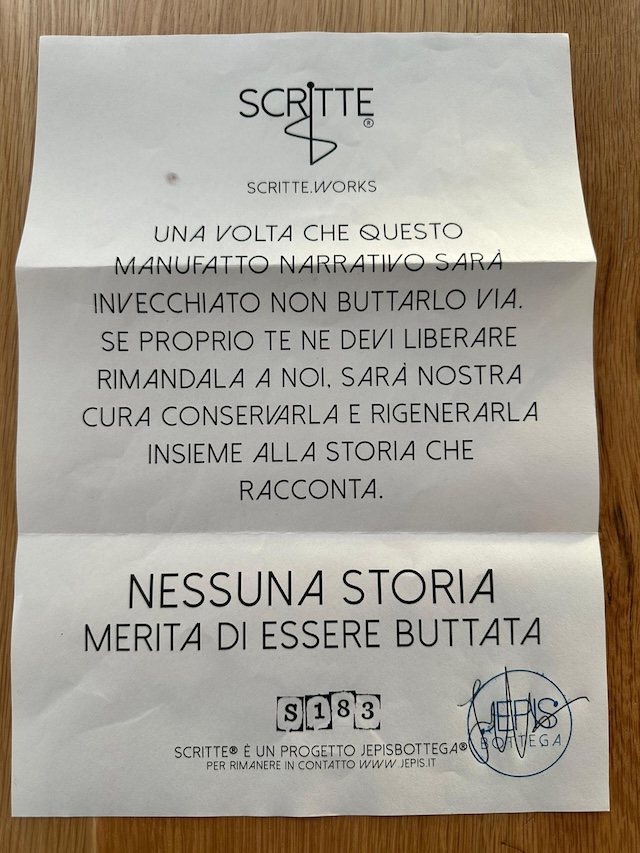 SCRITTE
®
SCRITTE.WORKS
UNA VOLTA CHE QUESTO
MANUFATTO NARRATIVO SARÀ
INVECCHIATO NON BUTTARLO VIA.
SE PROPRIO TE NE DEVI LIBERARE
RIMANDALA A NOI, SARÀ NOSTRA
CURA CONSERVARLA E RIGENERARLA
INSIEME ALLA STORIA CHE
RACCONTA.
NESSUNA STORIA
MERITA DI ESSERE BUTTATA
S183
SCRITTE® È UN PROGETTO JEPISBOTTEGA®
PER RIMANERE IN CONTATTO WWW.JEPIS.IT
JEPIS
BOTTEGA